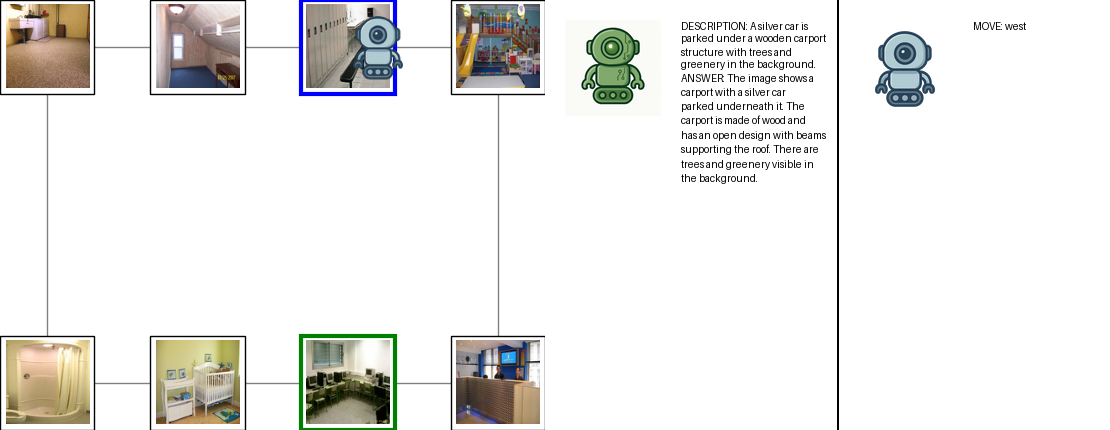 DESCRIPTION: A silver car is
parked under a wooden carport
structure with trees and
greenery in the background.
ANSWER: The image shows a
carport with a silver car
parked underneath it. The
carport is made of wood and
has an open design with beams
supporting the roof. There are
trees and greenery visible in
the background.
MOVE: west